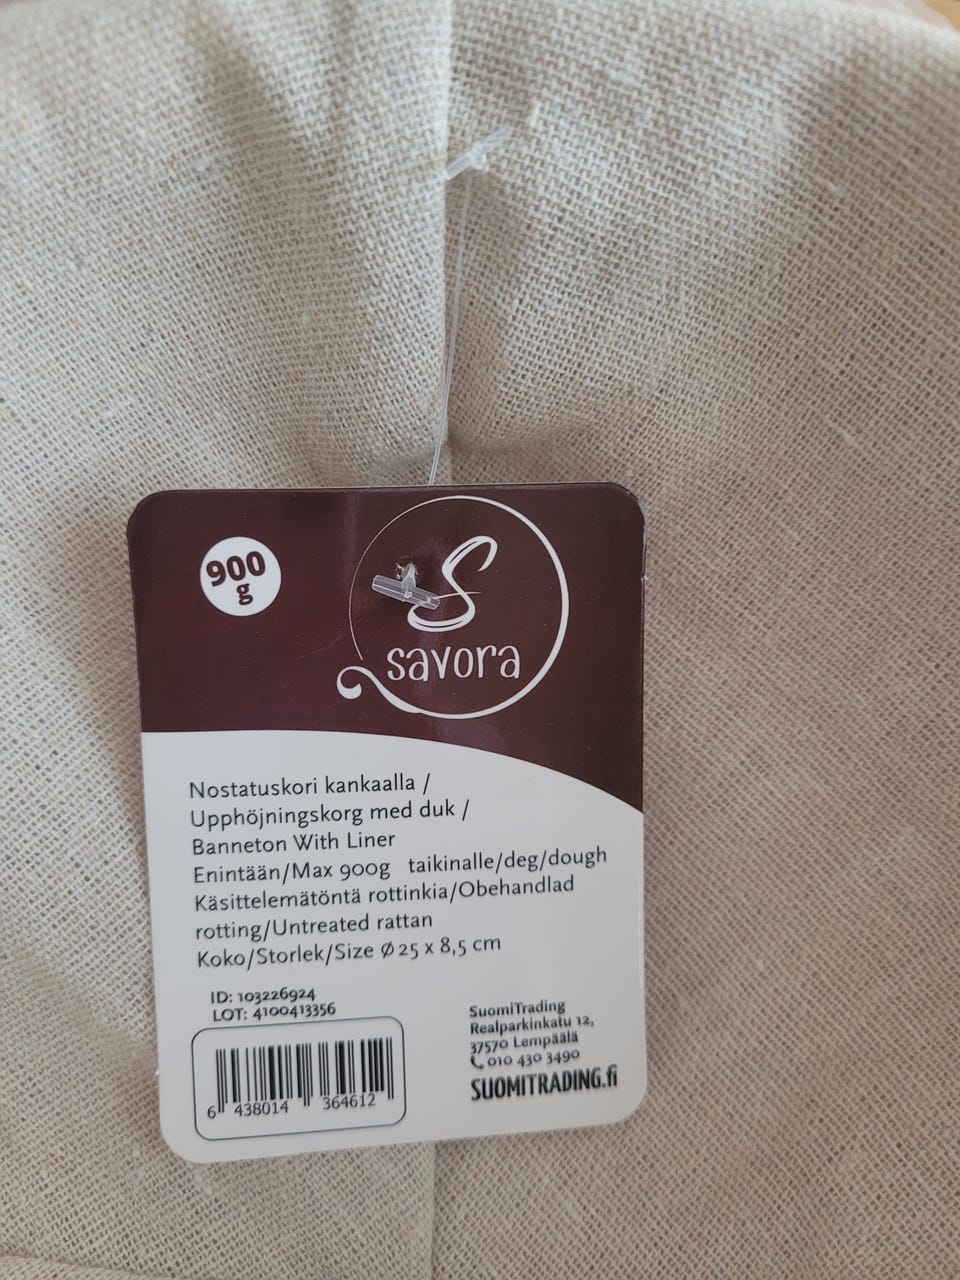 900
g
S
savora
Nostatuskori kankaalla /
Upphöjningskorg med duk /
Banneton With Liner
Enintään/Max 900g taikinalle/deg/dough
Käsittelemätöntä rottinkia/Obehandlad
rotting/Untreated rattan
Koko/Storlek/Size Ø 25 x 8,5 cm
ID: 103226924
LOT: 4100413356
6 438014 364612
SuomiTrading
Realparkinkatu 12,
37570 Lempäälä
010 430 3490
SUOMITRADING.fi